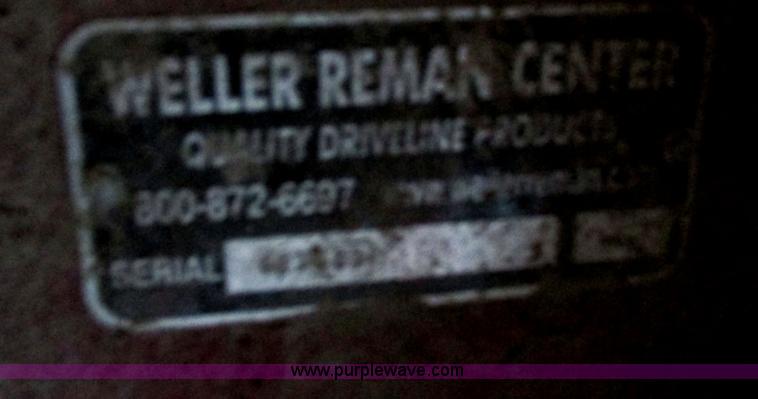 WELLER REMAN CENTER
QUALITY DRIVELINE PRODUCTS
800-872-6697
SERIAL
www.purplewave.com